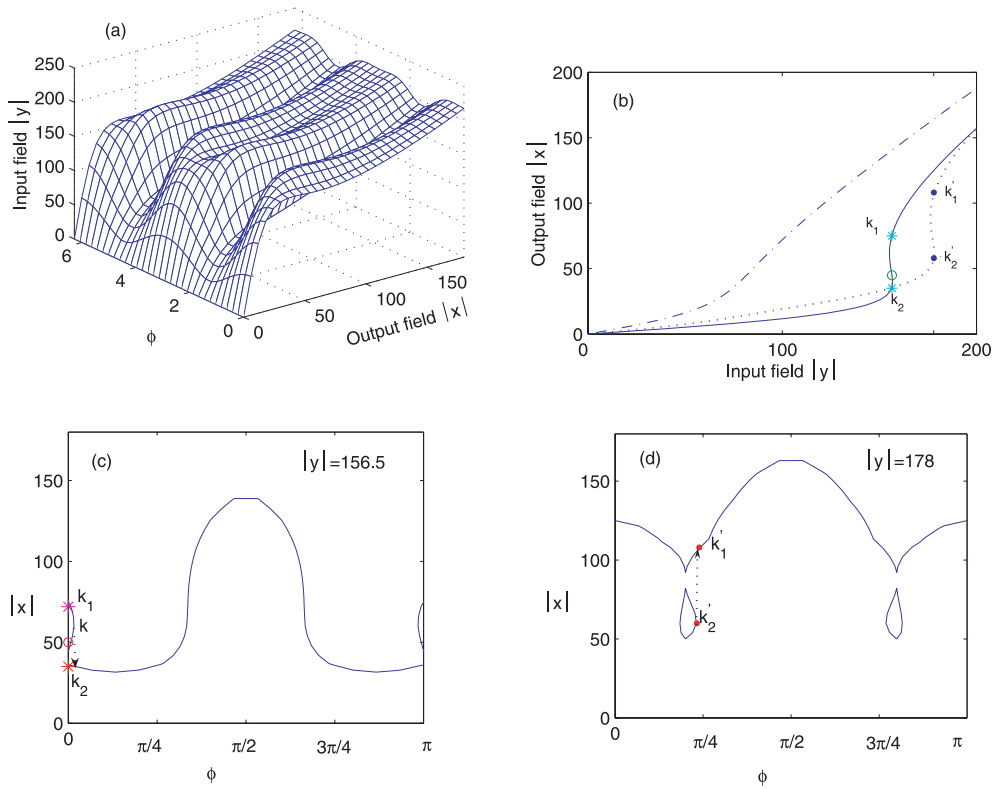 (a)
Input field |y|
250
200
150
100
50
0
6
4
2
0
ϕ
0
50
100
150
Output field |x|
(b)
Output field |x|
200
150
100
50
0
k1
k2
k1'
k2'
0
100
200
Input field |y|
(c)
|y|=156.5
|x|
150
100
50
0
k1
k
k2
0
π/4
π/2
3π/4
π
ϕ
(d)
|y|=178
|x|
150
100
50
0
k1'
k2'
0
π/4
π/2
3π/4
π
ϕ